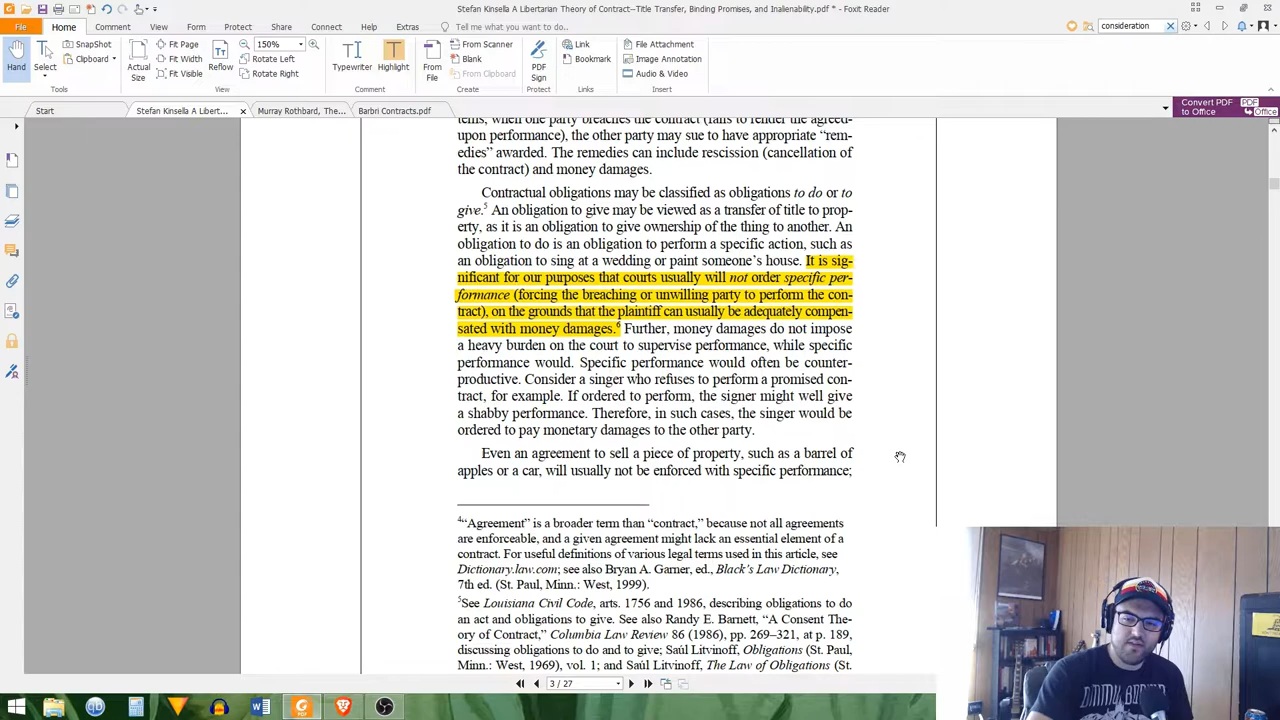 Stefan Kinsella A Libertarian Theory of Contract--Title Transfer, Binding Promises, and Inalienability.pdf * - Foxit Reader
File Home Comment View Form Protect Share Connect Help Extras Tell me what you want to do... consideration
Hand
Select
SnapShot
Clipboard
Tools
Actual Size
Fit Page
Fit Width
Fit Visible
Reflow
150%
Rotate Left
Rotate Right
View
Typewriter
Highlight
Comment
From File
From Scanner
Blank
From Clipboard
Create
PDF Sign
Protect
Link
Bookmark
Links
File Attachment
Image Annotation
Audio & Video
Insert
Start Stefan Kinsella A Libert... Murray Rothbard, The... Barbri Contracts.pdf
Convert PDF to Office
PDF
Office
upon performance), the other party may sue to have appropriate “rem-
edies” awarded. The remedies can include rescission (cancellation of
the contract) and money damages.
Contractual obligations may be classified as obligations to do or to
give.5 An obligation to give may be viewed as a transfer of title to prop-
erty, as it is an obligation to give ownership of the thing to another. An
obligation to do is an obligation to perform a specific action, such as
an obligation to sing at a wedding or paint someone’s house. It is sig-
nificant for our purposes that courts usually will not order specific per-
formance (forcing the breaching or unwilling party to perform the con-
tract), on the grounds that the plaintiff can usually be adequately compen-
sated with money damages.6 Further, money damages do not impose
a heavy burden on the court to supervise performance, while specific
performance would. Specific performance would often be counter-
productive. Consider a singer who refuses to perform a promised con-
tract, for example. If ordered to perform, the signer might well give
a shabby performance. Therefore, in such cases, the singer would be
ordered to pay monetary damages to the other party.
Even an agreement to sell a piece of property, such as a barrel of
apples or a car, will usually not be enforced with specific performance;
4“Agreement” is a broader term than “contract,” because not all agreements
are enforceable, and a given agreement might lack an essential element of a
contract. For useful definitions of various legal terms used in this article, see
Dictionary.law.com; see also Bryan A. Garner, ed., Black’s Law Dictionary,
7th ed. (St. Paul, Minn.: West, 1999).
5See Louisiana Civil Code, arts. 1756 and 1986, describing obligations to do
an act and obligations to give. See also Randy E. Barnett, “A Consent The-
ory of Contract,” Columbia Law Review 86 (1986), pp. 269–321, at p. 189,
discussing obligations to do and to give; Saúl Litvinoff, Obligations (St. Paul,
Minn.: West, 1969), vol. 1; and Saúl Litvinoff, The Law of Obligations (St.
3 / 27